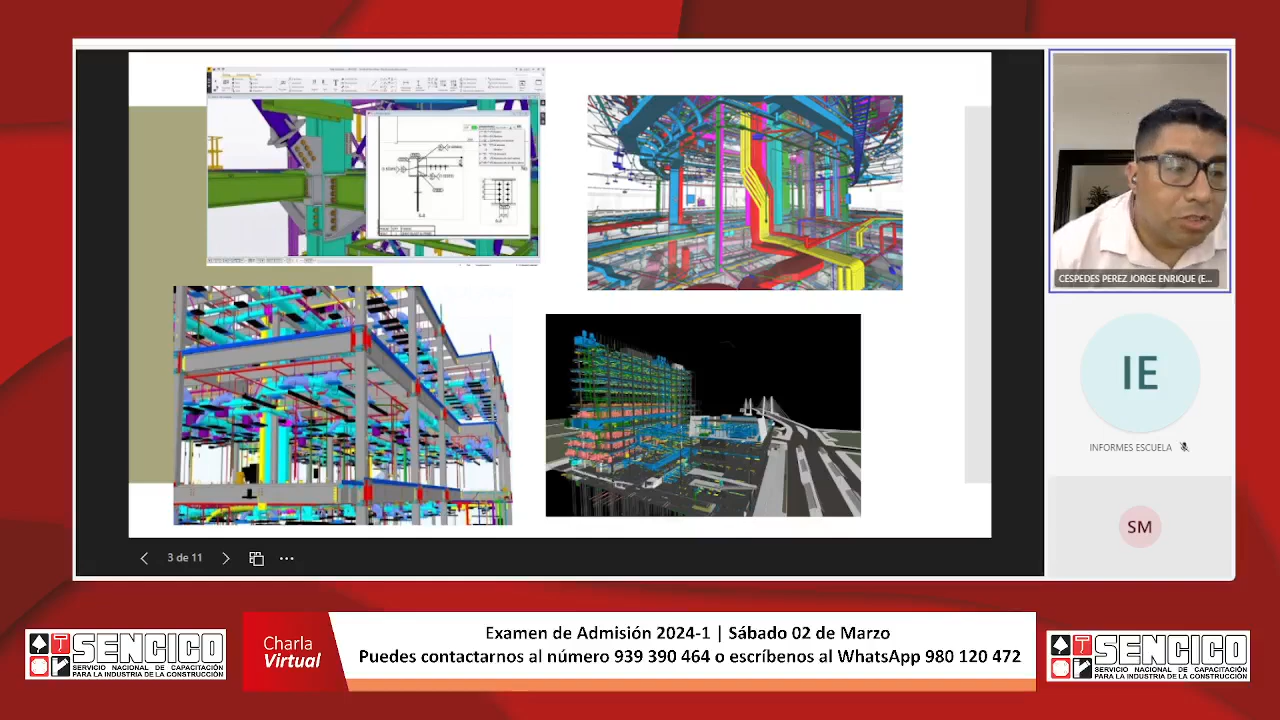 CESPEDES PEREZ JORGE ENRIQUE (E...
IE
INFORMES ESCUELA
SM
3 de 11
SENCICO
SERVICIO NACIONAL DE CAPACITACIÓN
PARA LA INDUSTRIA DE LA CONSTRUCCIÓN
Charla
Virtual
Examen de Admisión 2024-1 | Sábado 02 de Marzo
Puedes contactarnos al número 939 390 464 o escríbenos al WhatsApp 980 120 472
SENCICO
SERVICIO NACIONAL DE CAPACITACIÓN
PARA LA INDUSTRIA DE LA CONSTRUCCIÓN